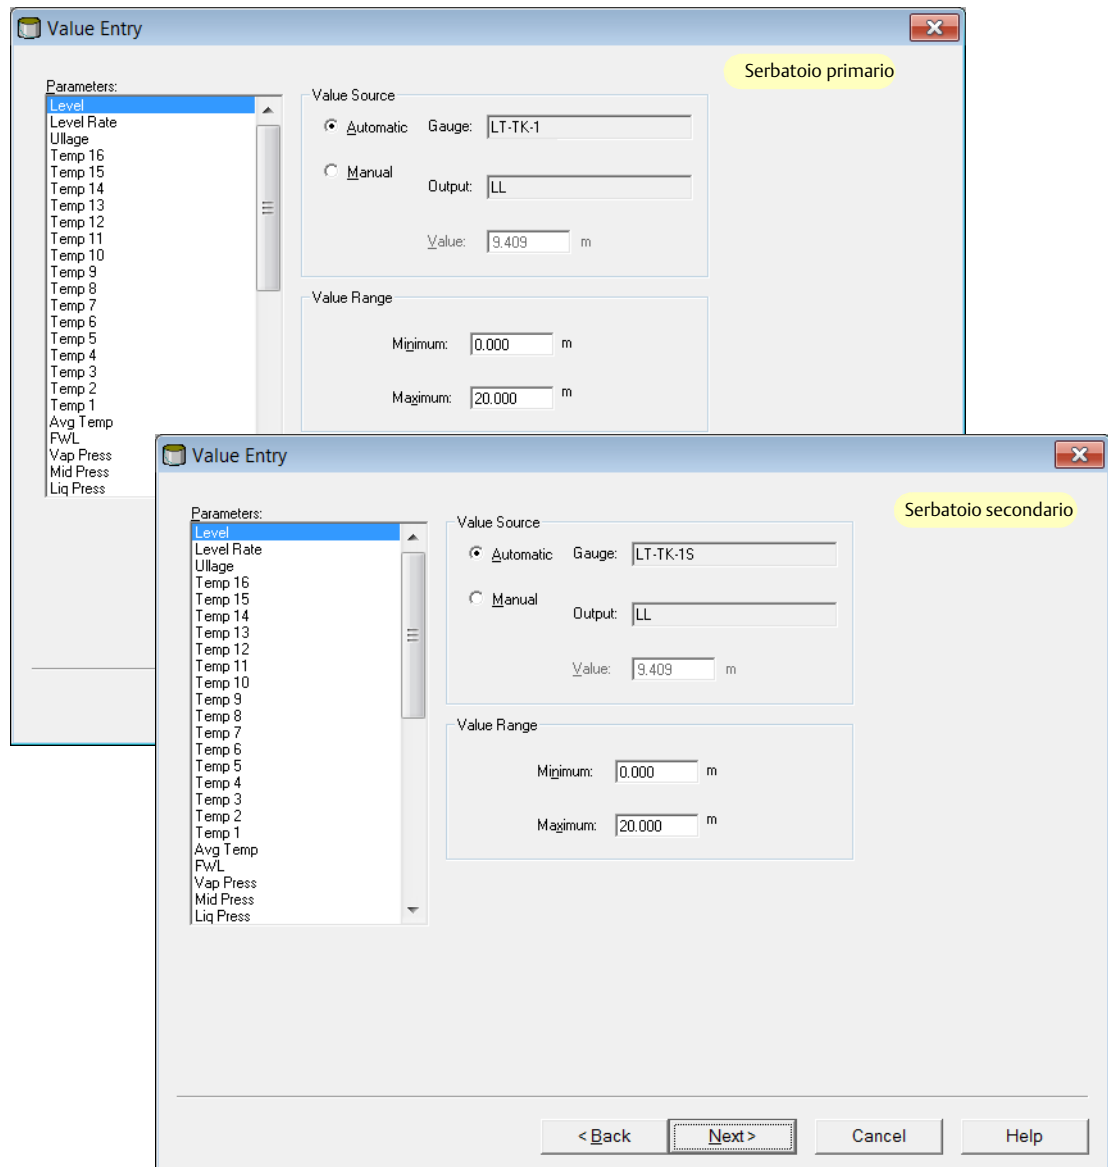 Value Entry
Serbatoio primario
Parameters:
Level
Level Rate
Ullage
Temp 16
Temp 15
Temp 14
Temp 13
Temp 12
Temp 11
Temp 10
Temp 9
Temp 8
Temp 7
Temp 6
Temp 5
Temp 4
Temp 3
Temp 2
Temp 1
Avg Temp
FWL
Vap Press
Mid Press
Liq Press
Value Source
Automatic Gauge: LT-TK-1
Manual
Output: LL
Value: 9.409 m
Value Range
Minimum: 0.000 m
Maximum: 20.000 m
Value Entry
Serbatoio secondario
Parameters:
Level
Level Rate
Ullage
Temp 16
Temp 15
Temp 14
Temp 13
Temp 12
Temp 11
Temp 10
Temp 9
Temp 8
Temp 7
Temp 6
Temp 5
Temp 4
Temp 3
Temp 2
Temp 1
Avg Temp
FWL
Vap Press
Mid Press
Liq Press
Value Source
Automatic Gauge: LT-TK-1S
Manual
Output: LL
Value: 9.409 m
Value Range
Minimum: 0.000 m
Maximum: 20.000 m
< Back Next > Cancel Help